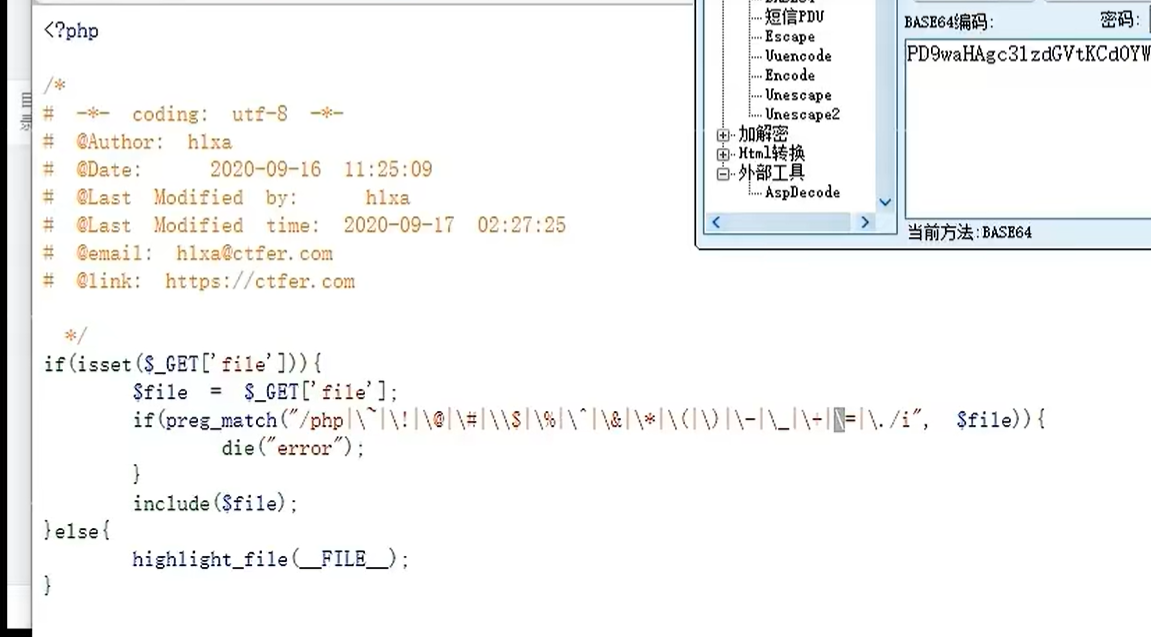 <?php
/*
# -*- coding: utf-8 -*-
# @Author: hlxa
# @Date: 2020-09-16 11:25:09
# @Last Modified by: hlxa
# @Last Modified time: 2020-09-17 02:27:25
# @email: hlxa@ctfer.com
# @link: https://ctfer.com
*/
if(isset($_GET['file'])){
$file = $_GET['file'];
if(preg_match("/php|\~|\!|\@|\#|\\$|\%|\^|\&|\*|\(|\)|\-|\_|\+|\=|\./i", $file)){
die("error");
}
include($file);
}else{
highlight_file(__FILE__);
}
短信PDU
Escape
Uuencode
Encode
Unescape
Unescape2
加解密
Html转换
外部工具
AspDecode
BASE64编码:
密码:
PD9waHAgc3lzdGVtKCdOYW
当前方法:BASE64